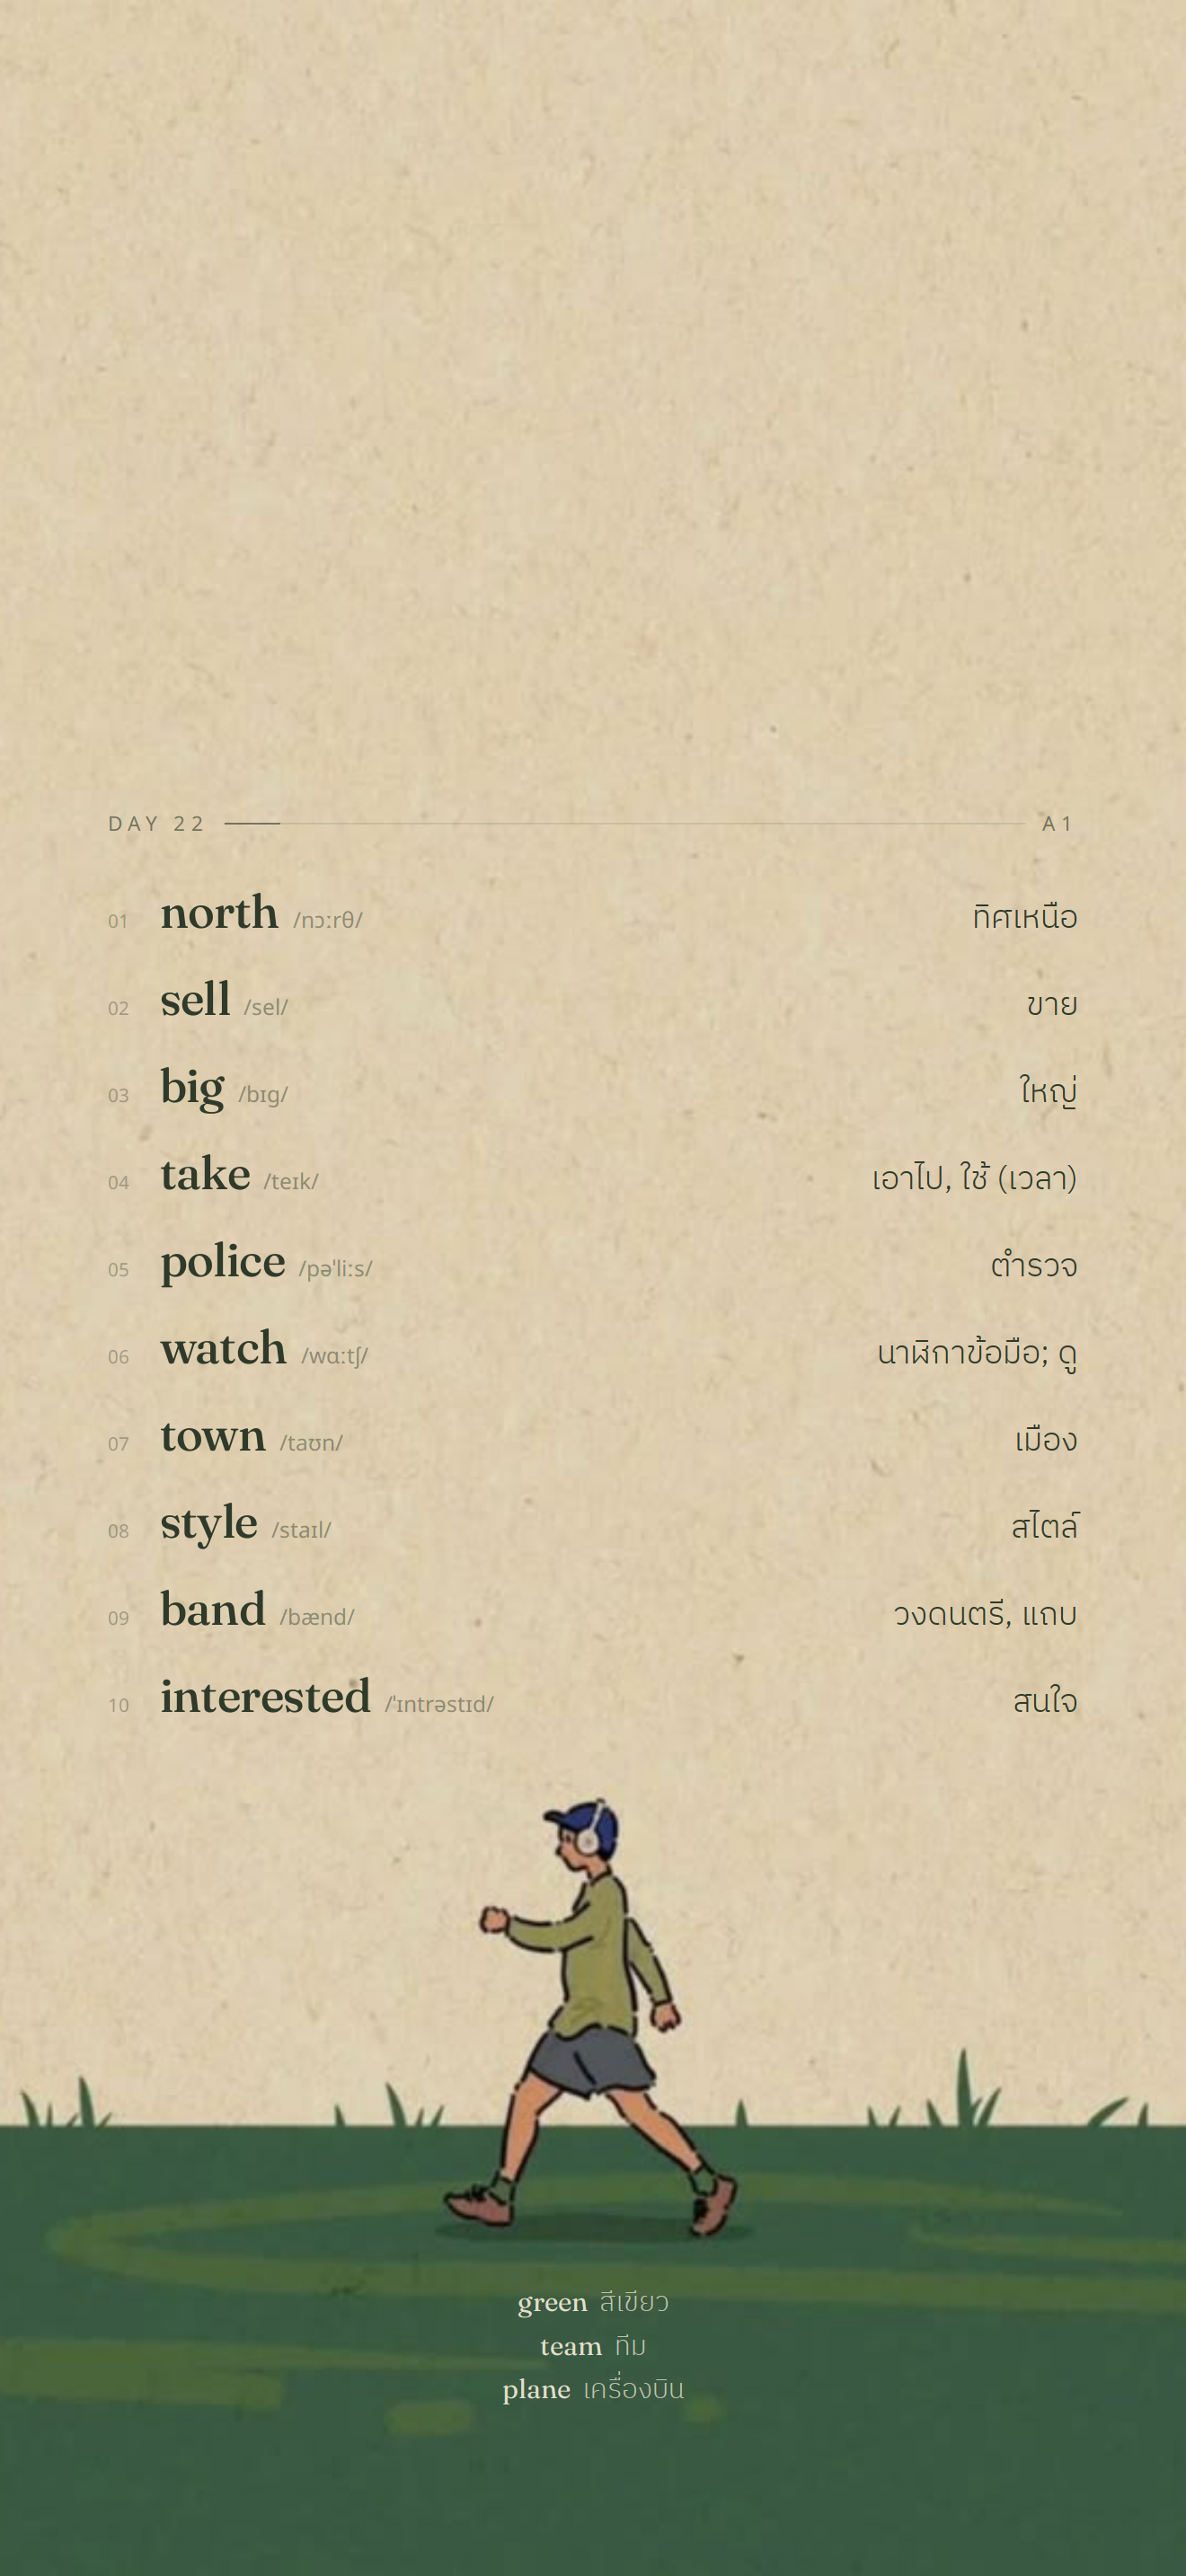 DAY 22 A1
01 north /nɔːrθ/ ทิศเหนือ
02 sell /sel/ ขาย
03 big /bɪɡ/ ใหญ่
04 take /teɪk/ เอาไป, ใช้ (เวลา)
05 police /pəˈliːs/ ตำรวจ
06 watch /wɑːtʃ/ นาฬิกาข้อมือ; ดู
07 town /taʊn/ เมือง
08 style /staɪl/ สไตล์
09 band /bænd/ วงดนตรี, แถบ
10 interested /ˈɪntrəstɪd/ สนใจ
green สีเขียว
team ทีม
plane เครื่องบิน